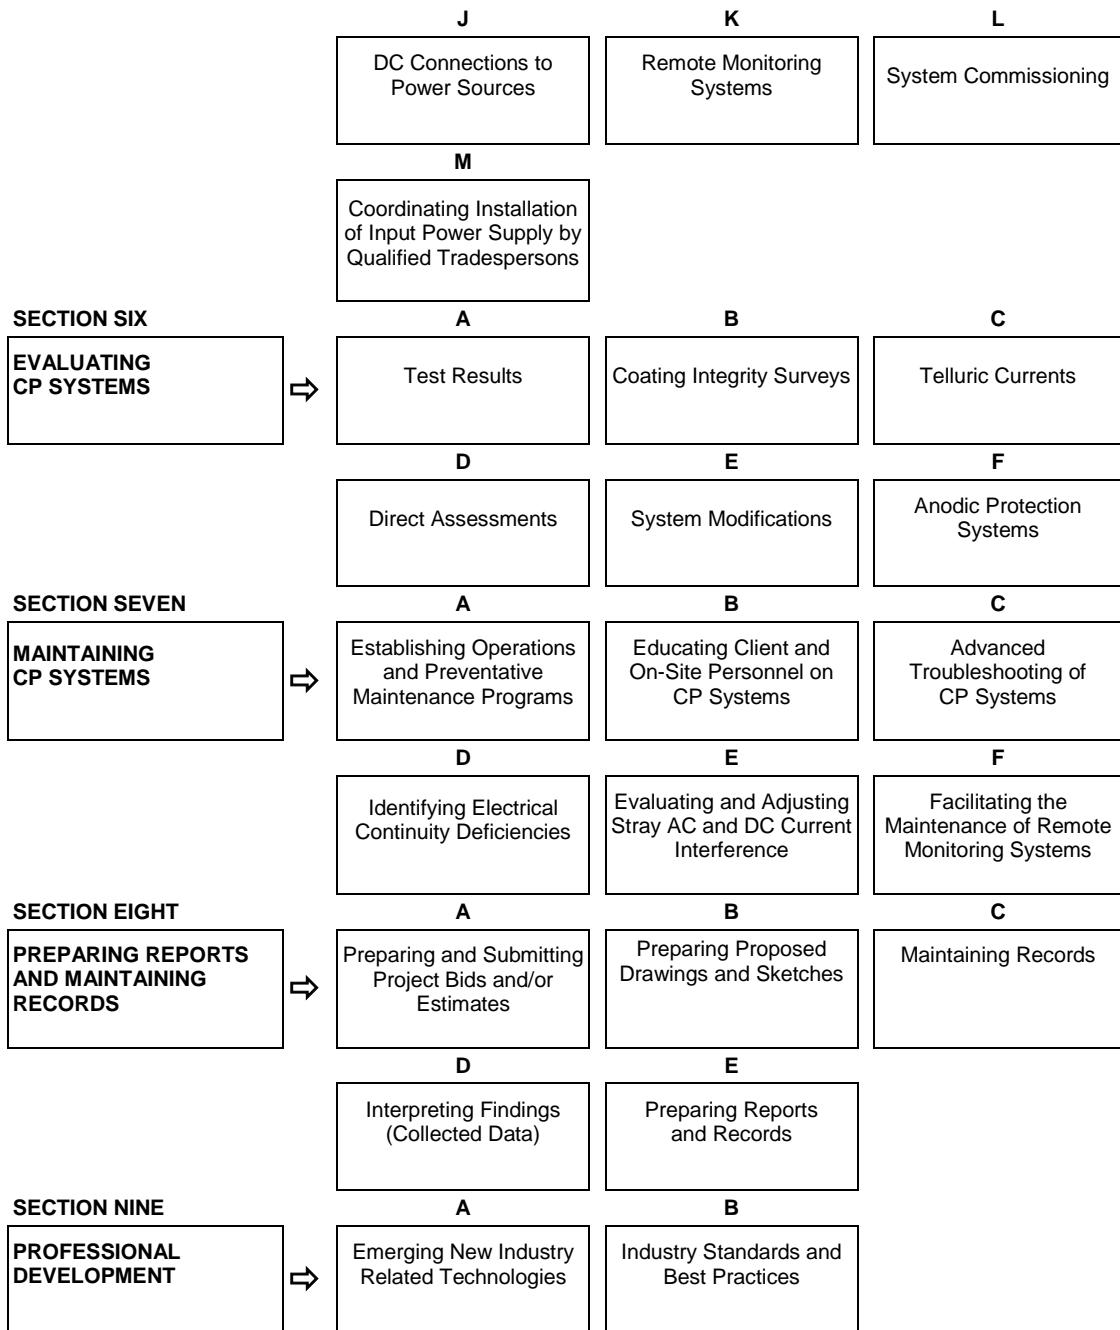 J K L
DC Connections to
Power Sources
Remote Monitoring
Systems
System Commissioning
M
Coordinating Installation
of Input Power Supply by
Qualified Tradespersons
SECTION SIX A B C
EVALUATING
CP SYSTEMS
Test Results
Coating Integrity Surveys
Telluric Currents
D E F
Direct Assessments
System Modifications
Anodic Protection
Systems
SECTION SEVEN A B C
MAINTAINING
CP SYSTEMS
Establishing Operations
and Preventative
Maintenance Programs
Educating Client and
On-Site Personnel on
CP Systems
Advanced
Troubleshooting of
CP Systems
D E F
Identifying Electrical
Continuity Deficiencies
Evaluating and Adjusting
Stray AC and DC Current
Interference
Facilitating the
Maintenance of Remote
Monitoring Systems
SECTION EIGHT A B C
PREPARING REPORTS
AND MAINTAINING
RECORDS
Preparing and Submitting
Project Bids and/or
Estimates
Preparing Proposed
Drawings and Sketches
Maintaining Records
D E
Interpreting Findings
(Collected Data)
Preparing Reports
and Records
SECTION NINE A B
PROFESSIONAL
DEVELOPMENT
Emerging New Industry
Related Technologies
Industry Standards and
Best Practices